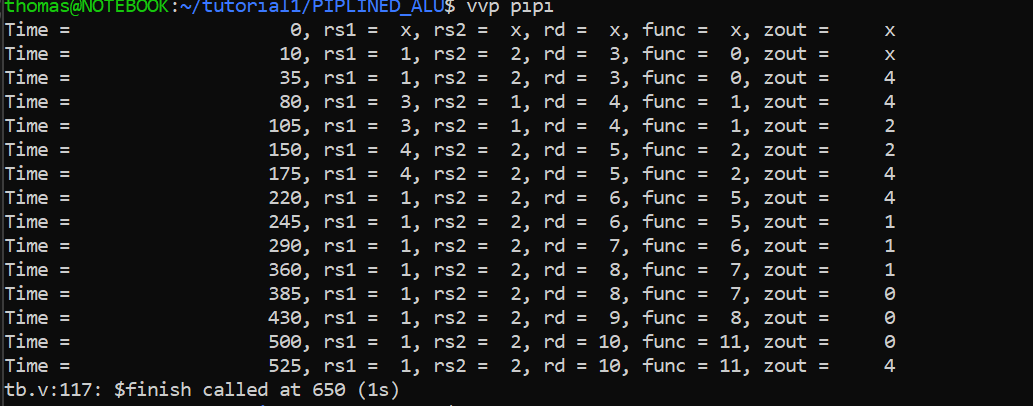 thomas@NOTEBOOK:~/tutorial1/PIPLINED_ALU$ vvp pipi
Time =                    0, rs1 =  x, rs2 =  x, rd =  x, func =  x, zout =     x
Time =                   10, rs1 =  1, rs2 =  2, rd =  3, func =  0, zout =     x
Time =                   35, rs1 =  1, rs2 =  2, rd =  3, func =  0, zout =     4
Time =                   80, rs1 =  3, rs2 =  1, rd =  4, func =  1, zout =     4
Time =                  105, rs1 =  3, rs2 =  1, rd =  4, func =  1, zout =     2
Time =                  150, rs1 =  4, rs2 =  2, rd =  5, func =  2, zout =     2
Time =                  175, rs1 =  4, rs2 =  2, rd =  5, func =  2, zout =     4
Time =                  220, rs1 =  1, rs2 =  2, rd =  6, func =  5, zout =     4
Time =                  245, rs1 =  1, rs2 =  2, rd =  6, func =  5, zout =     1
Time =                  290, rs1 =  1, rs2 =  2, rd =  7, func =  6, zout =     1
Time =                  360, rs1 =  1, rs2 =  2, rd =  8, func =  7, zout =     1
Time =                  385, rs1 =  1, rs2 =  2, rd =  8, func =  7, zout =     0
Time =                  430, rs1 =  1, rs2 =  2, rd =  9, func =  8, zout =     0
Time =                  500, rs1 =  1, rs2 =  2, rd = 10, func = 11, zout =     0
Time =                  525, rs1 =  1, rs2 =  2, rd = 10, func = 11, zout =     4
tb.v:117: $finish called at 650 (1s)